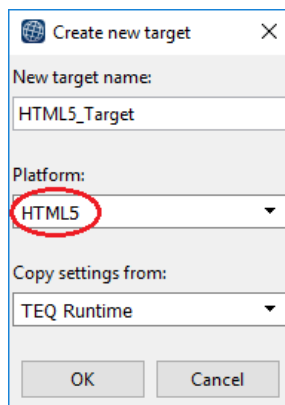 Create new target
New target name:
HTML5_Target
Platform:
HTML5
Copy settings from:
TEQ Runtime
OK
Cancel